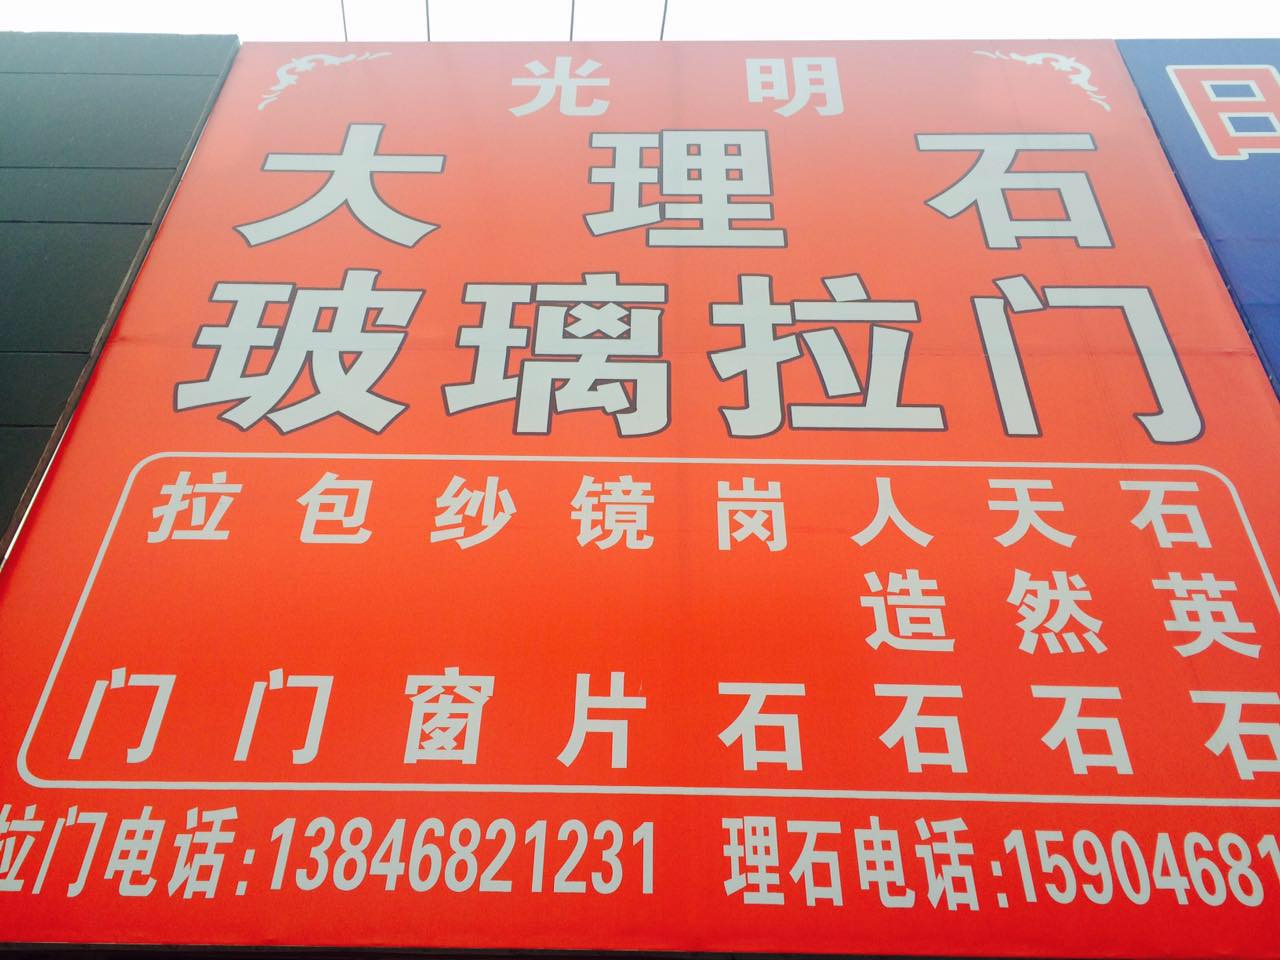 光明
大理石
玻璃拉门
石英石
天然石
人造石
岗石
镜片
纱窗
包门
拉门
拉门电话:13846821231
理石电话:15904681